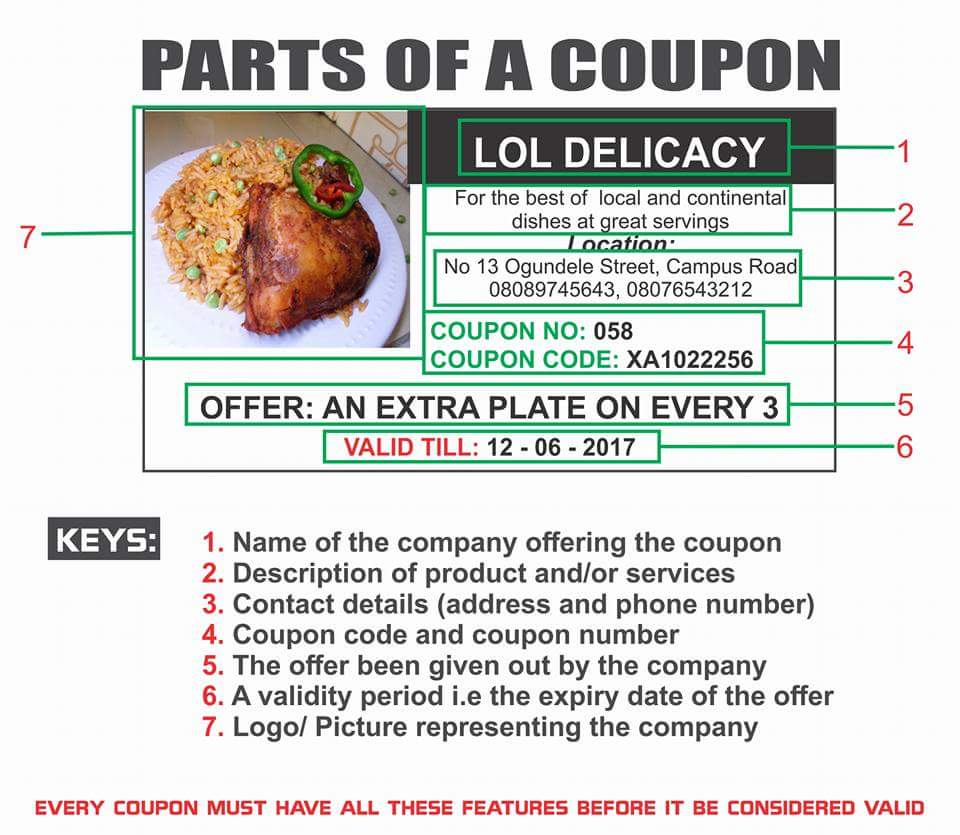 PARTS OF A COUPON
LOL DELICACY
1
For the best of local and continental
dishes at great servings
2
Location:
7
No 13 Ogundele Street, Campus Road
08089745643, 08076543212
3
COUPON NO: 058
COUPON CODE: XA1022256
4
OFFER: AN EXTRA PLATE ON EVERY 3
5
VALID TILL: 12 - 06 - 2017
6
KEYS:
1. Name of the company offering the coupon
2. Description of product and/or services
3. Contact details (address and phone number)
4. Coupon code and coupon number
5. The offer been given out by the company
6. A validity period i.e the expiry date of the offer
7. Logo/ Picture representing the company
EVERY COUPON MUST HAVE ALL THESE FEATURES BEFORE IT BE CONSIDERED VALID